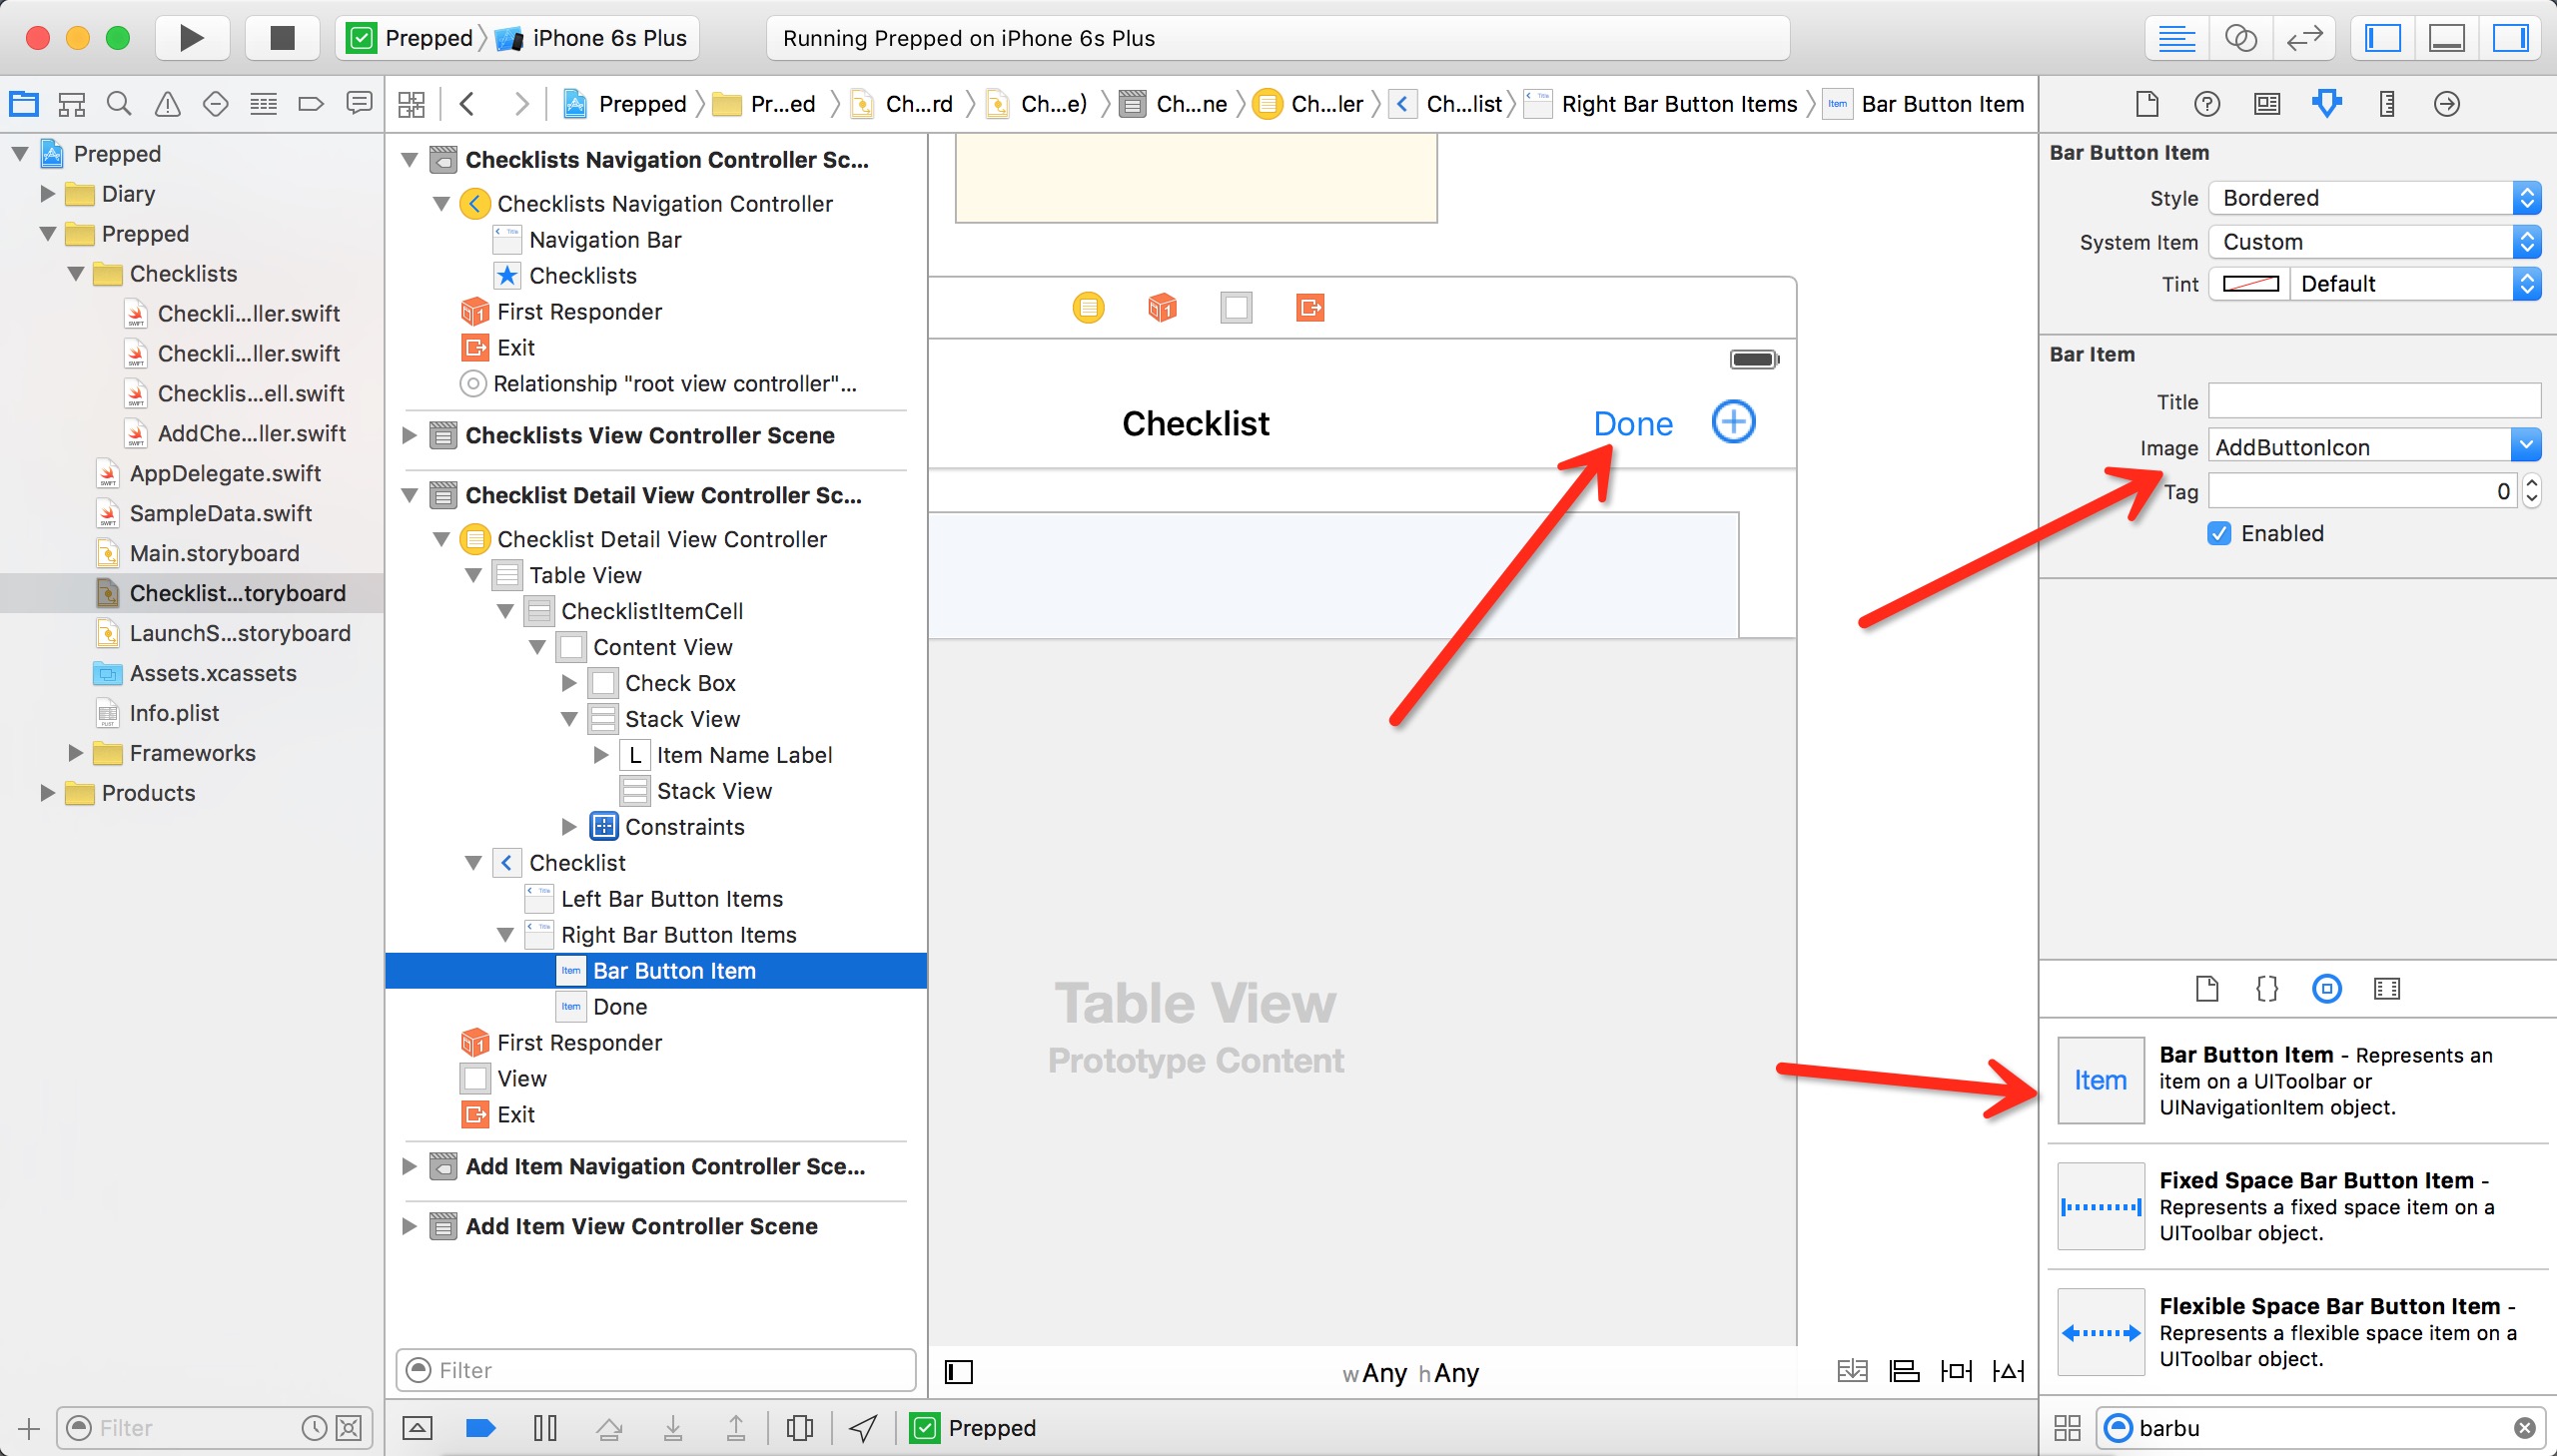 Prepped
iPhone 6s Plus
Running Prepped on iPhone 6s Plus
Prepped
Pr...ed
Ch...rd
Ch...e)
Ch...ne
Ch...ler
Ch...list
Right Bar Button Items
Item
Bar Button Item
Prepped
Diary
Prepped
Checklists
Checkli...ller.swift
Checkli...ller.swift
Checklis...ell.swift
AddChe...ller.swift
AppDelegate.swift
SampleData.swift
Main.storyboard
Checklist...toryboard
LaunchS...storyboard
Assets.xcassets
Info.plist
Frameworks
Products
Filter
Checklists Navigation Controller Sc...
Checklists Navigation Controller
Navigation Bar
Checklists
First Responder
Exit
Relationship "root view controller"...
Checklists View Controller Scene
Checklist Detail View Controller Sc...
Checklist Detail View Controller
Table View
ChecklistItemCell
Content View
Check Box
Stack View
L Item Name Label
Stack View
Constraints
Checklist
Left Bar Button Items
Right Bar Button Items
Item Bar Button Item
Item Done
First Responder
View
Exit
Add Item Navigation Controller Sce...
Add Item View Controller Scene
Filter
Checklist
Done
Table View
Prototype Content
wAny hAny
Prepped
Bar Button Item
Style Bordered
System Item Custom
Tint Default
Bar Item
Title
Image AddButtonIcon
Tag 0
Enabled
Item
Bar Button Item - Represents an
item on a UIToolbar or
UINavigationItem object.
Fixed Space Bar Button Item -
Represents a fixed space item on a
UIToolbar object.
Flexible Space Bar Button Item -
Represents a flexible space item on a
UIToolbar object.
barbu